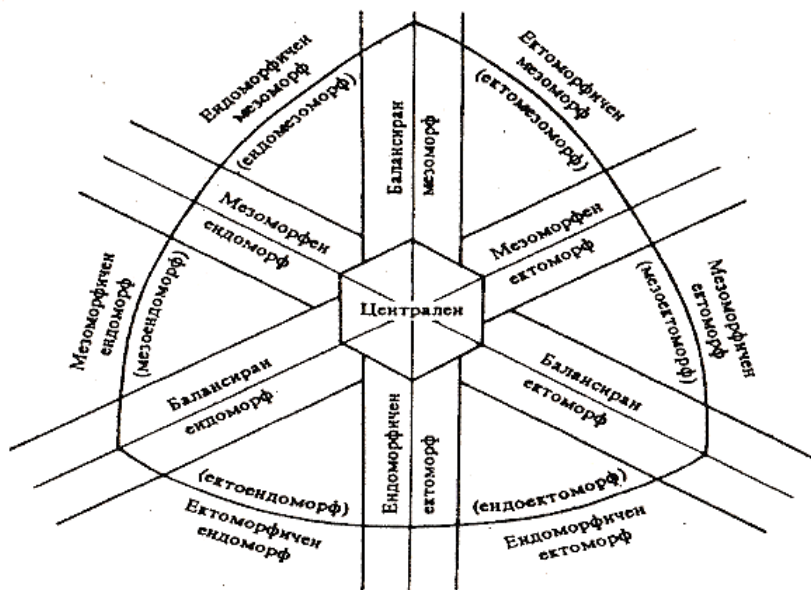 Ендоморфичен
мезоморф
(ендомезоморф)
Балансиран
мезоморф
Ектоморфичен
мезоморф
(ектомезоморф)
Мезоморфен
ендоморф
Мезоморфен
ектоморф
Мезоморфичен
ендоморф
(мезоендоморф)
Централен
Мезоморфичен
ектоморф
(мезоектоморф)
Балансиран
ендоморф
Балансиран
ектоморф
Ендоморфичен
ектоморф
(ектоендоморф)
Ектоморфичен
ендоморф
(ендоектоморф)
Ендоморфичен
ектоморф